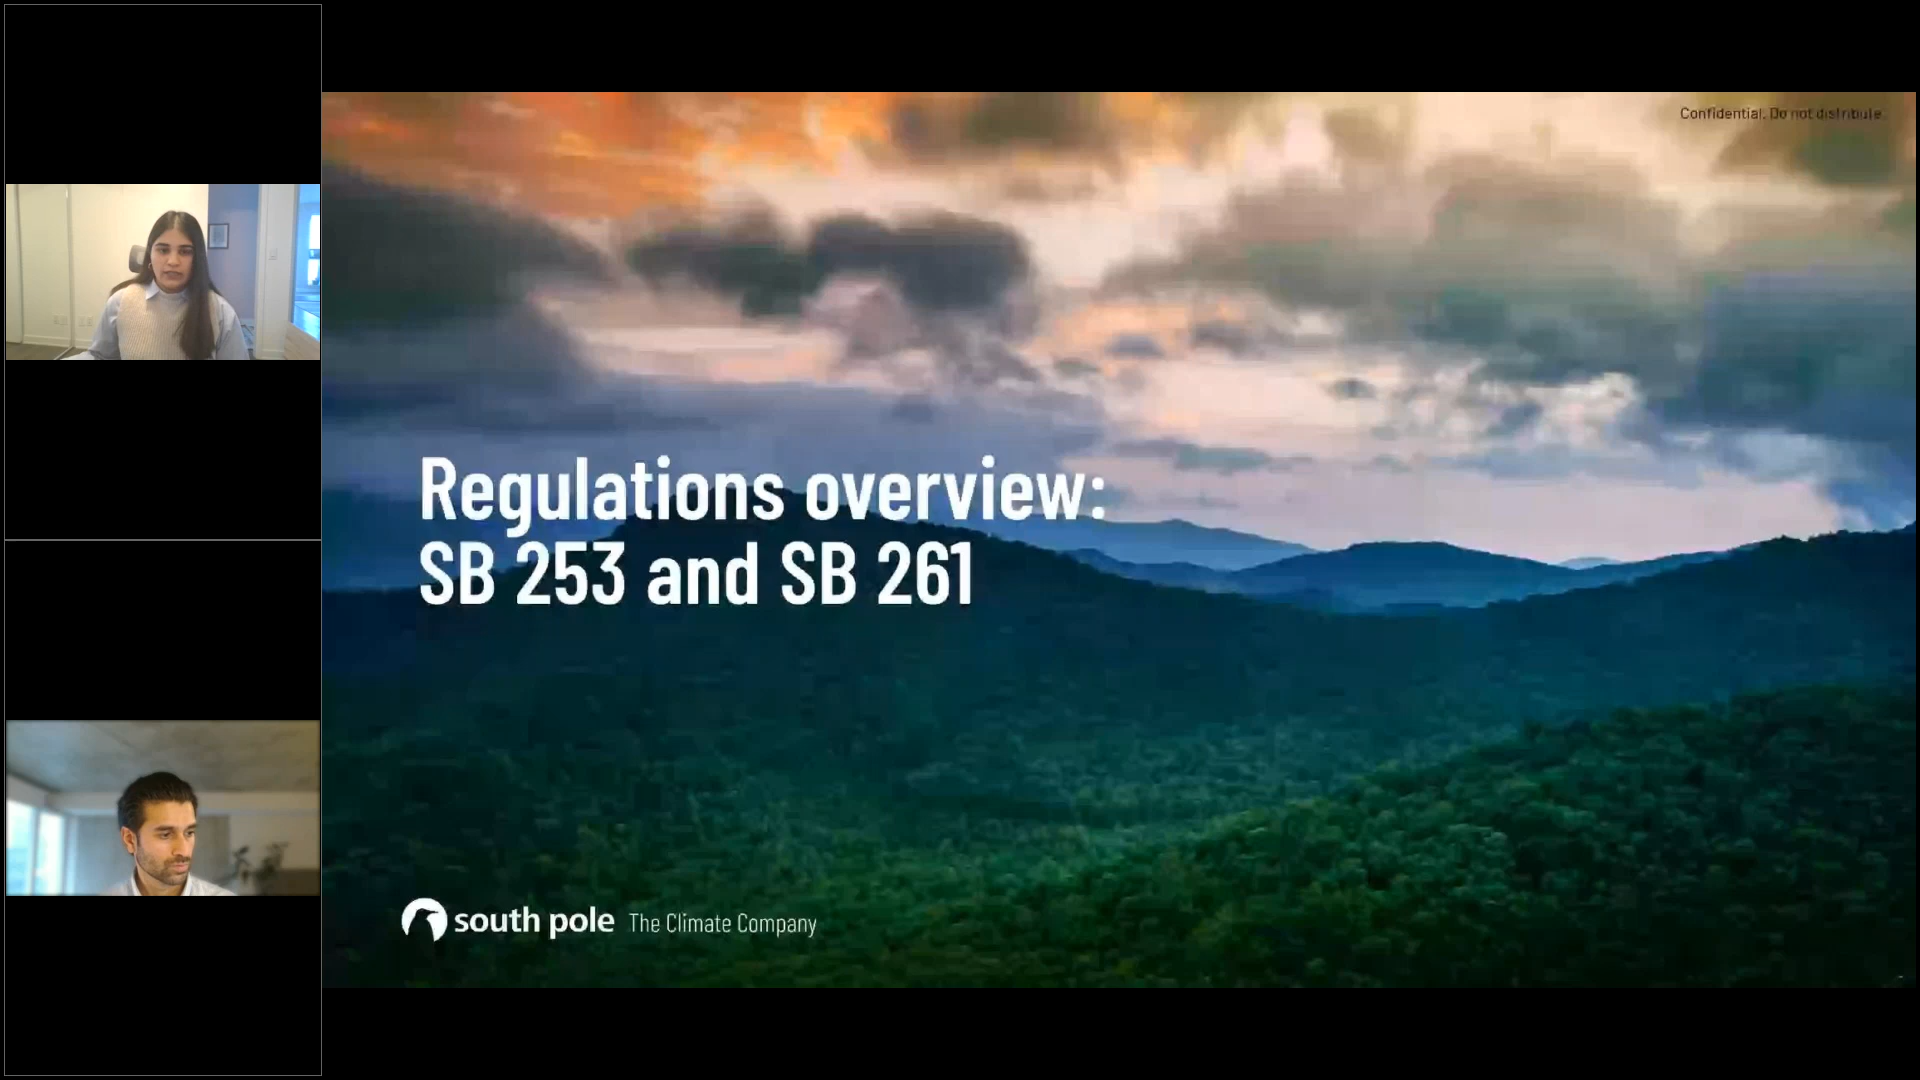 Confidential. Do not distribute.
Regulations overview:
SB 253 and SB 261
south pole The Climate Company